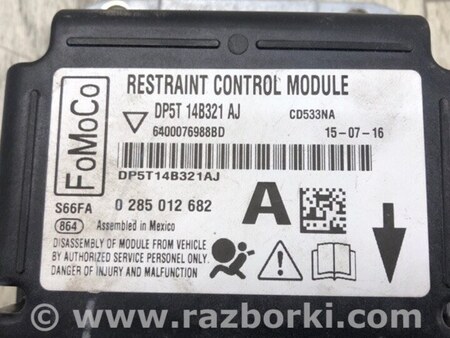 FoMoCo
RESTRAINT CONTROL MODULE
DP5T 14B321 AJ
CD533NA
6400076988BD
15-07-16
DP5T14B321AJ
S66FA
0 285 012 682
A
864 Assembled in Mexico
DISASSEMBLY OF MODULE FROM VEHICLE
BY AUTHORIZED SERVICE PERSONEL ONLY.
DANGER OF INJURY AND MALFUNCTION
www.razborki.com